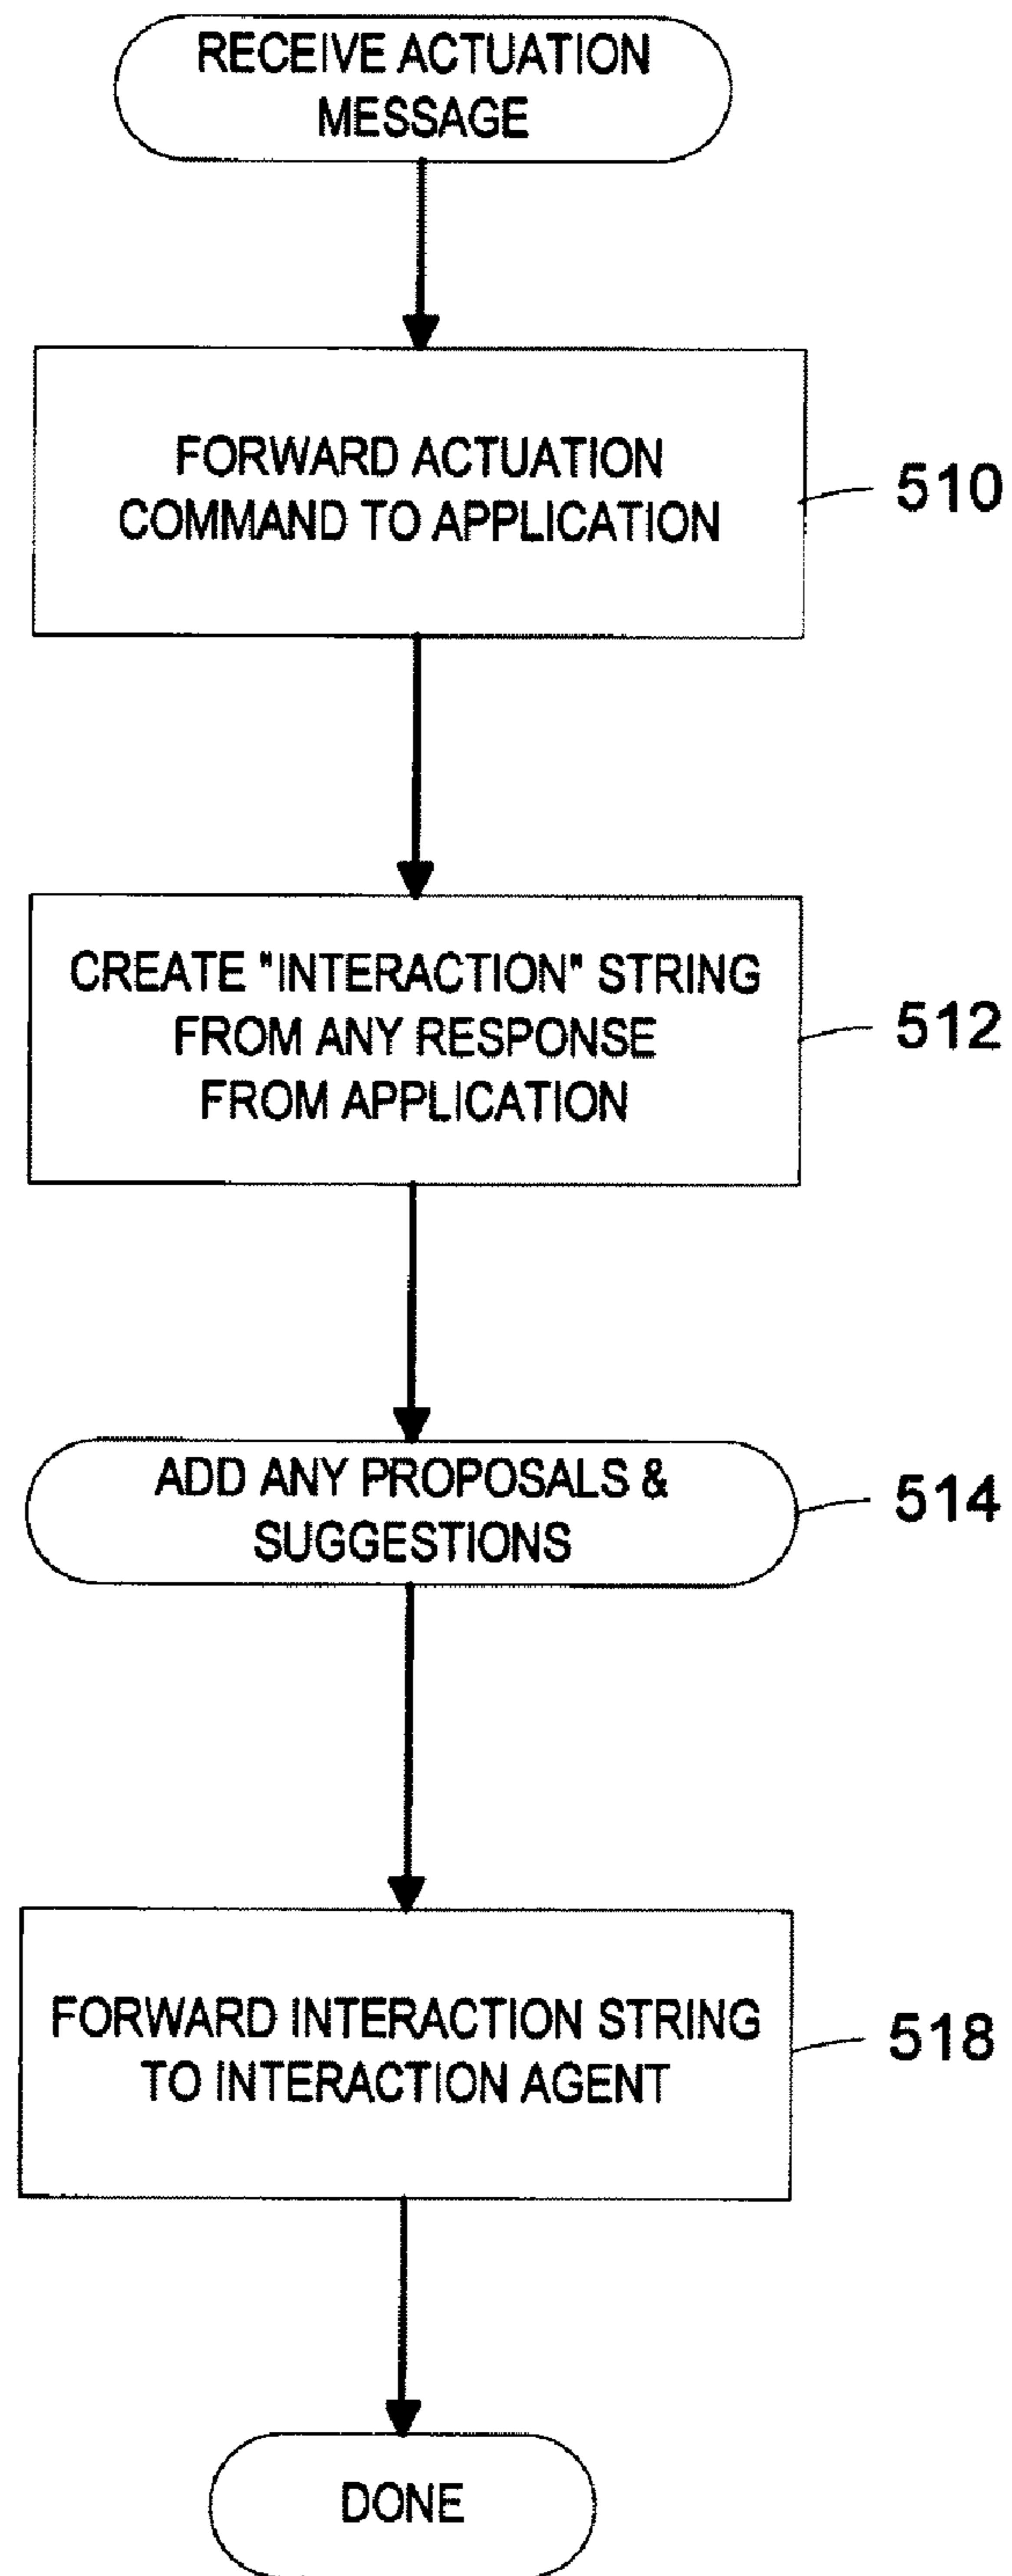 RECEIVE ACTUATION
MESSAGE
FORWARD ACTUATION
COMMAND TO APPLICATION
510
CREATE "INTERACTION" STRING
FROM ANY RESPONSE
FROM APPLICATION
512
ADD ANY PROPOSALS &
SUGGESTIONS
514
FORWARD INTERACTION STRING
TO INTERACTION AGENT
518
DONE